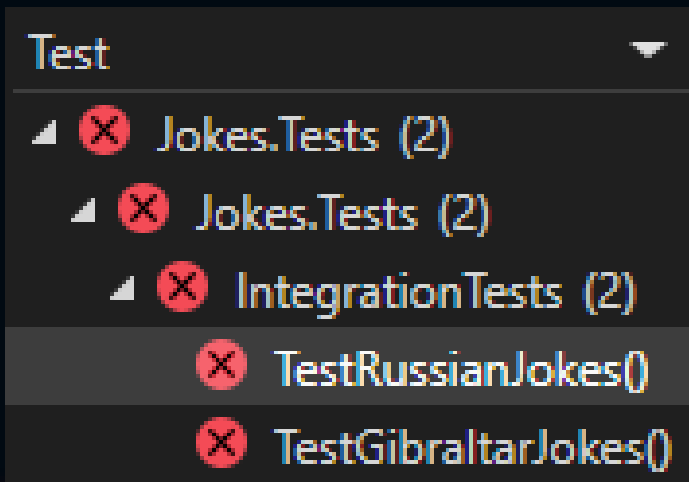 Test
Jokes.Tests (2)
Jokes.Tests (2)
IntegrationTests (2)
TestRussianJokes()
TestGibraltarJokes()